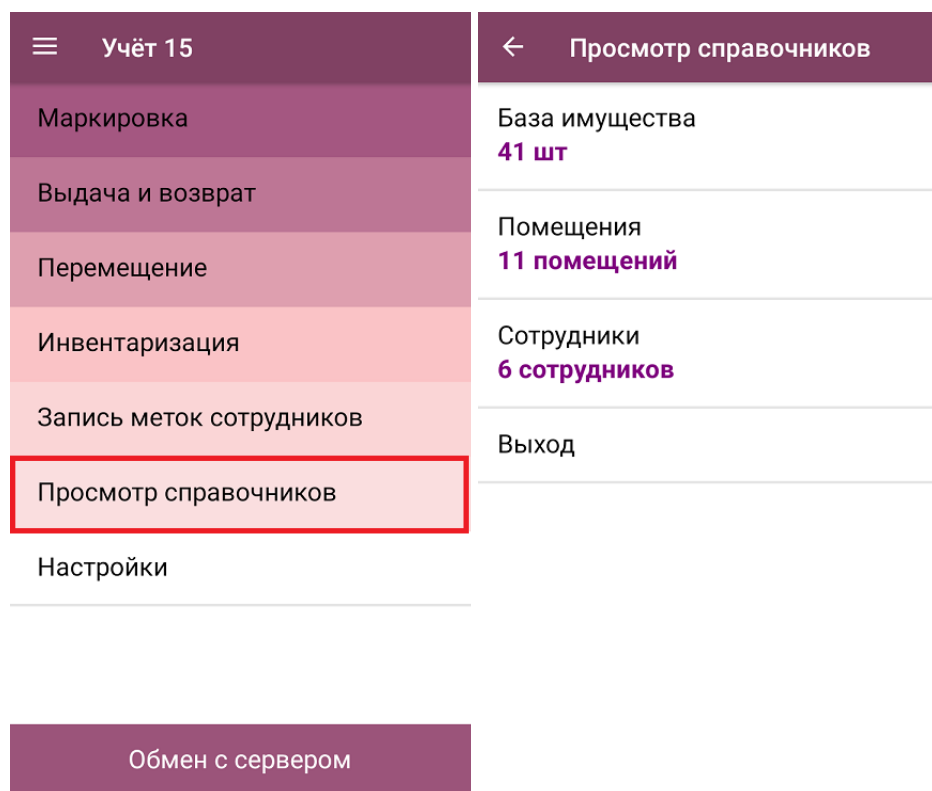 Учёт 15
Маркировка
Выдача и возврат
Перемещение
Инвентаризация
Запись меток сотрудников
Просмотр справочников
Настройки
Обмен с сервером
Просмотр справочников
База имущества
41 шт
Помещения
11 помещений
Сотрудники
6 сотрудников
Выход